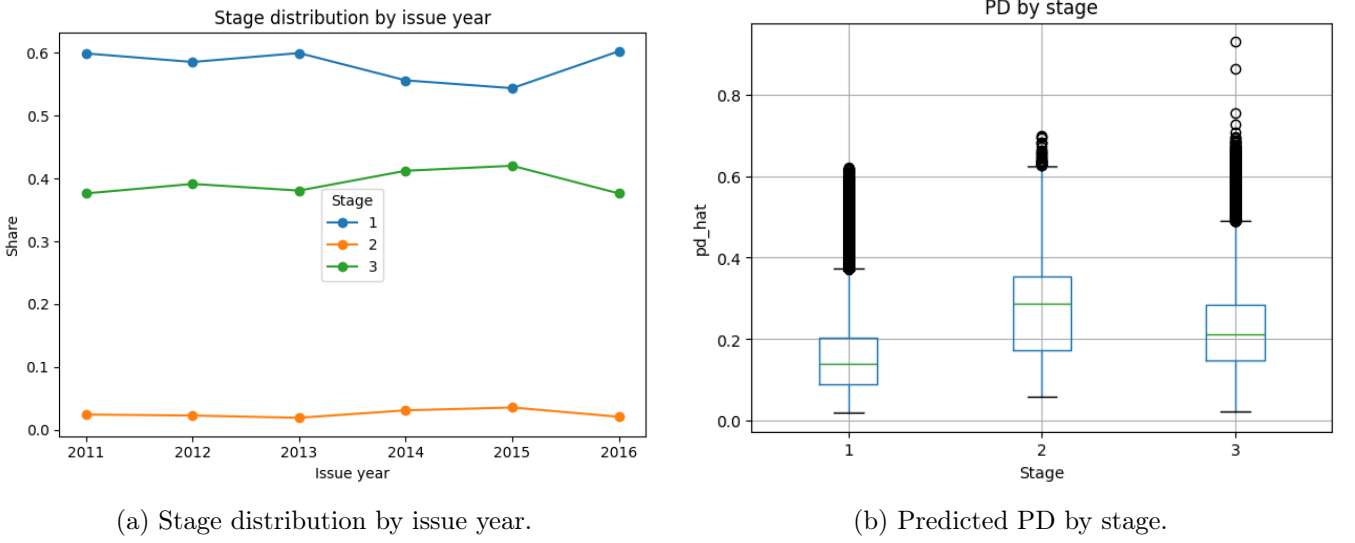 Stage distribution by issue year
0.6
0.5
0.4
0.3
0.2
0.1
0.0
Share
Stage
1
2
3
2011 2012 2013 2014 2015 2016
Issue year
PD by stage
0.8
0.6
0.4
0.2
0.0
pd_hat
1 2 3
Stage
(a) Stage distribution by issue year.
(b) Predicted PD by stage.